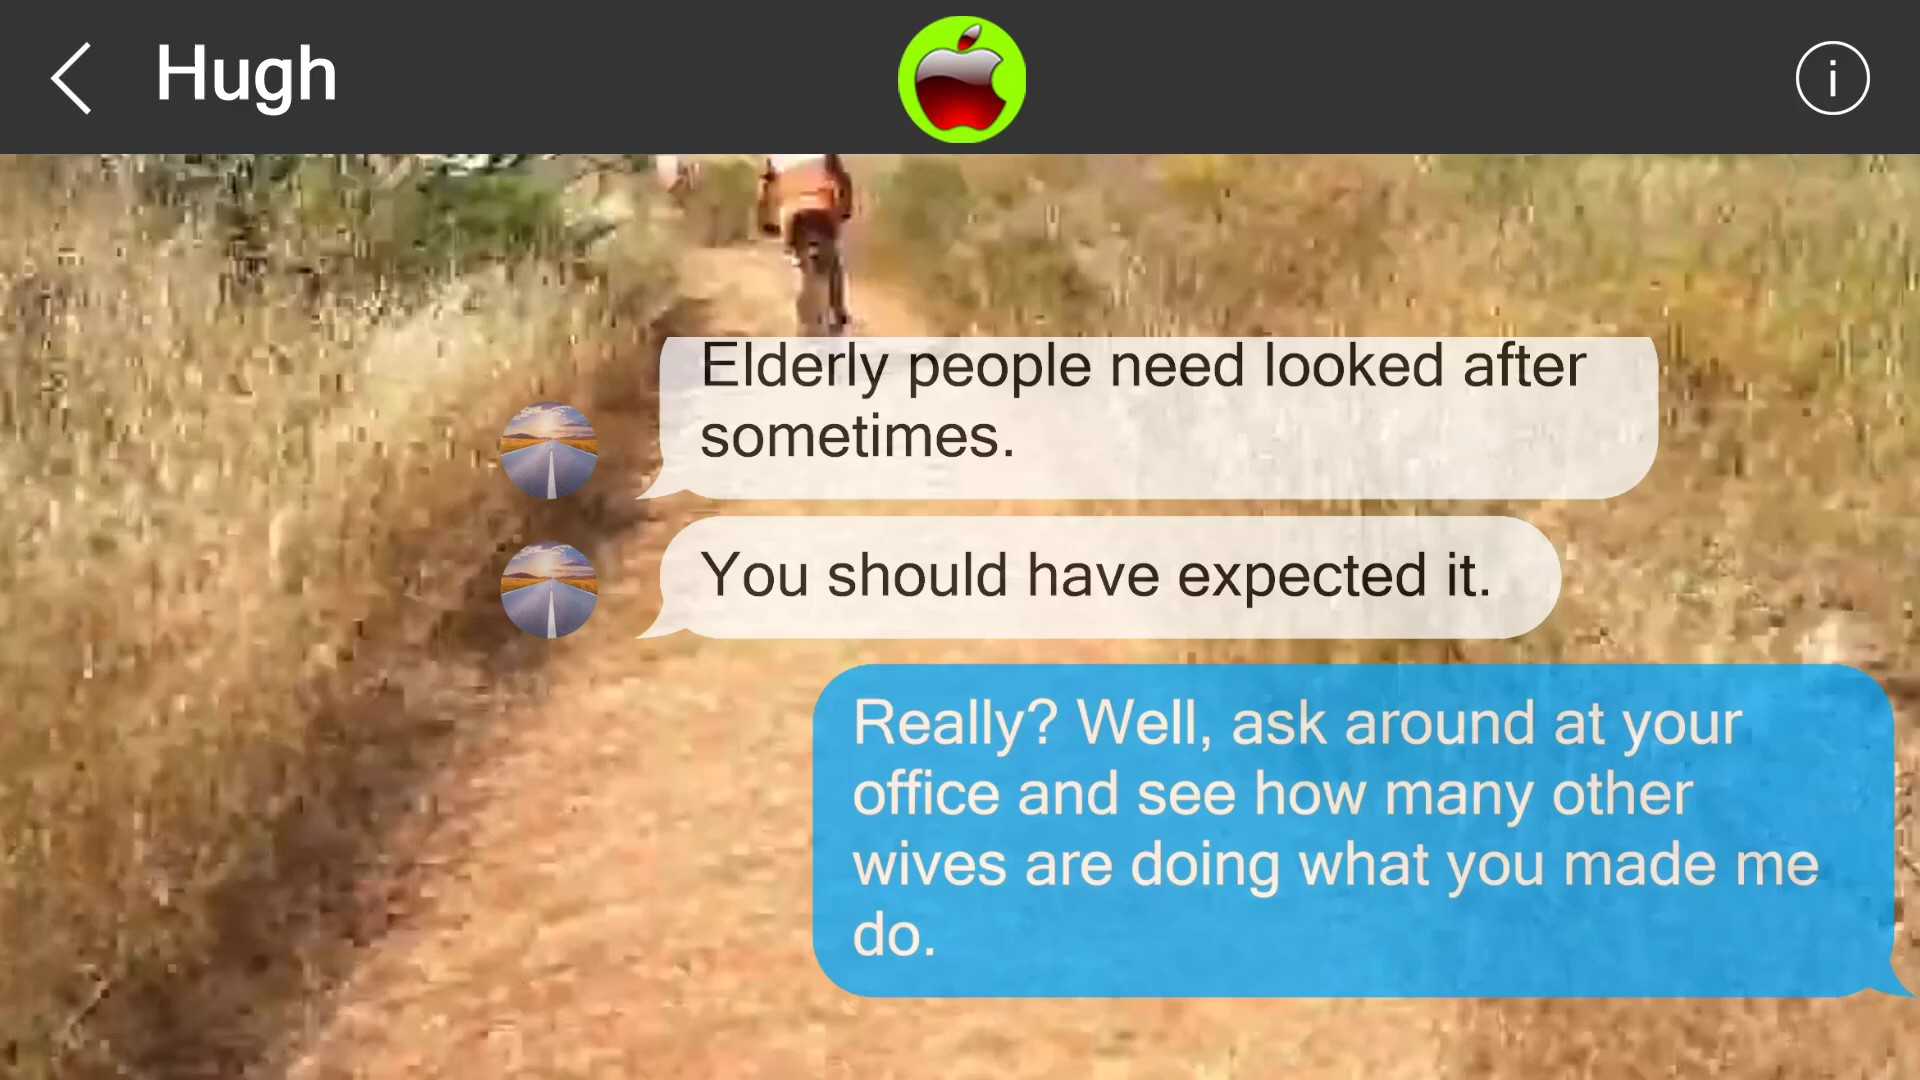 Hugh
i
Elderly people need looked after
sometimes.
You should have expected it.
Really? Well, ask around at your
office and see how many other
wives are doing what you made me
do.